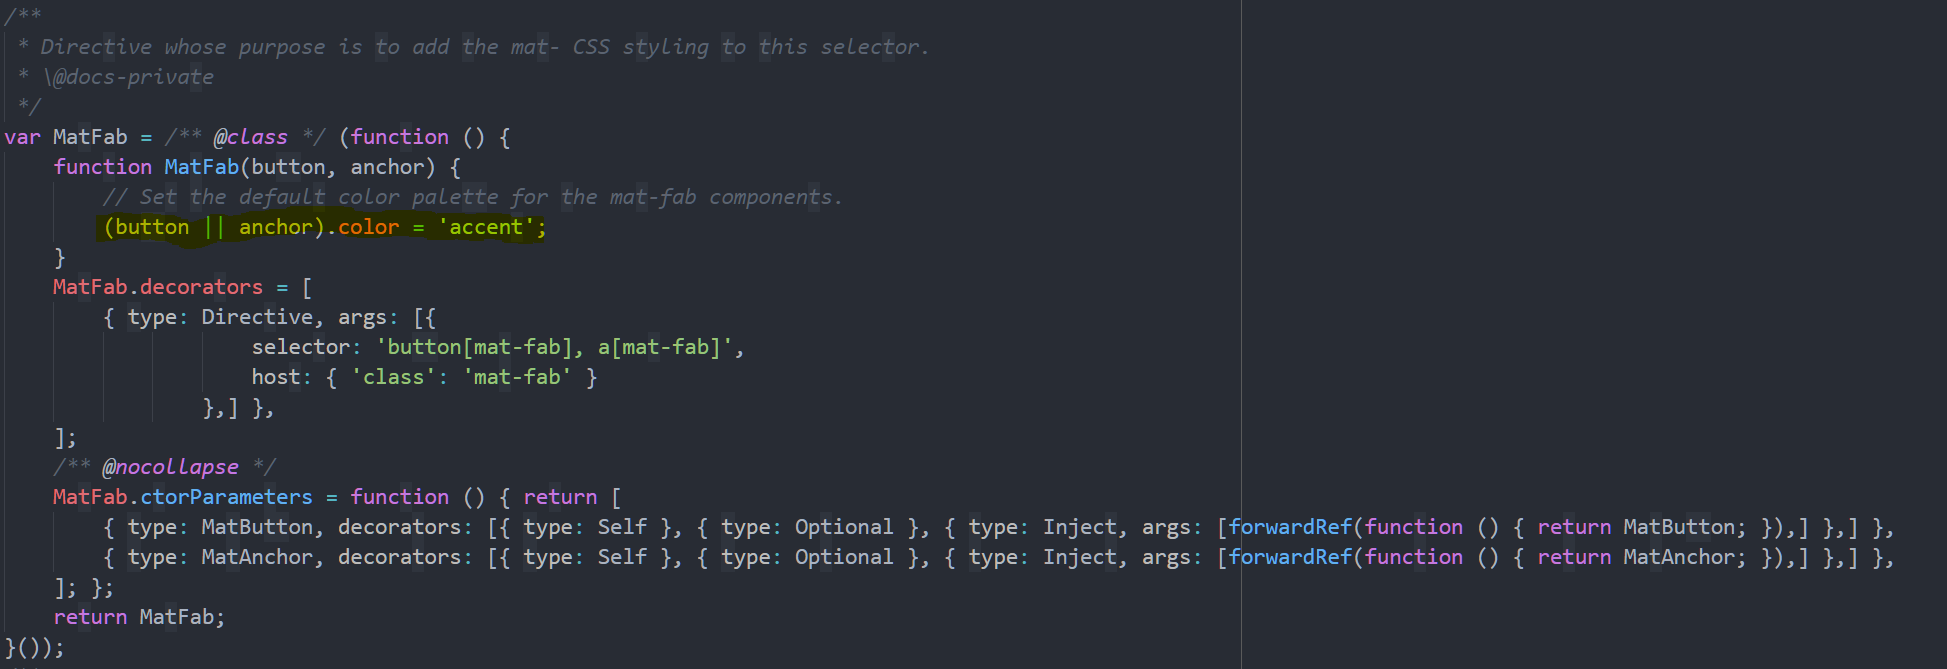 /**
 * Directive whose purpose is to add the mat- CSS styling to this selector.
 * \@docs-private
 */
var MatFab = /** @class */ (function () {
    function MatFab(button, anchor) {
        // Set the default color palette for the mat-fab components.
        (button || anchor).color = 'accent';
    }
    MatFab.decorators = [
        { type: Directive, args: [{
                    selector: 'button[mat-fab], a[mat-fab]',
                    host: { 'class': 'mat-fab' }
                },] },
    ];
    /** @nocollapse */
    MatFab.ctorParameters = function () { return [
        { type: MatButton, decorators: [{ type: Self }, { type: Optional }, { type: Inject, args: [forwardRef(function () { return MatButton; }),] },] },
        { type: MatAnchor, decorators: [{ type: Self }, { type: Optional }, { type: Inject, args: [forwardRef(function () { return MatAnchor; }),] },] },
    ]; };
    return MatFab;
}());